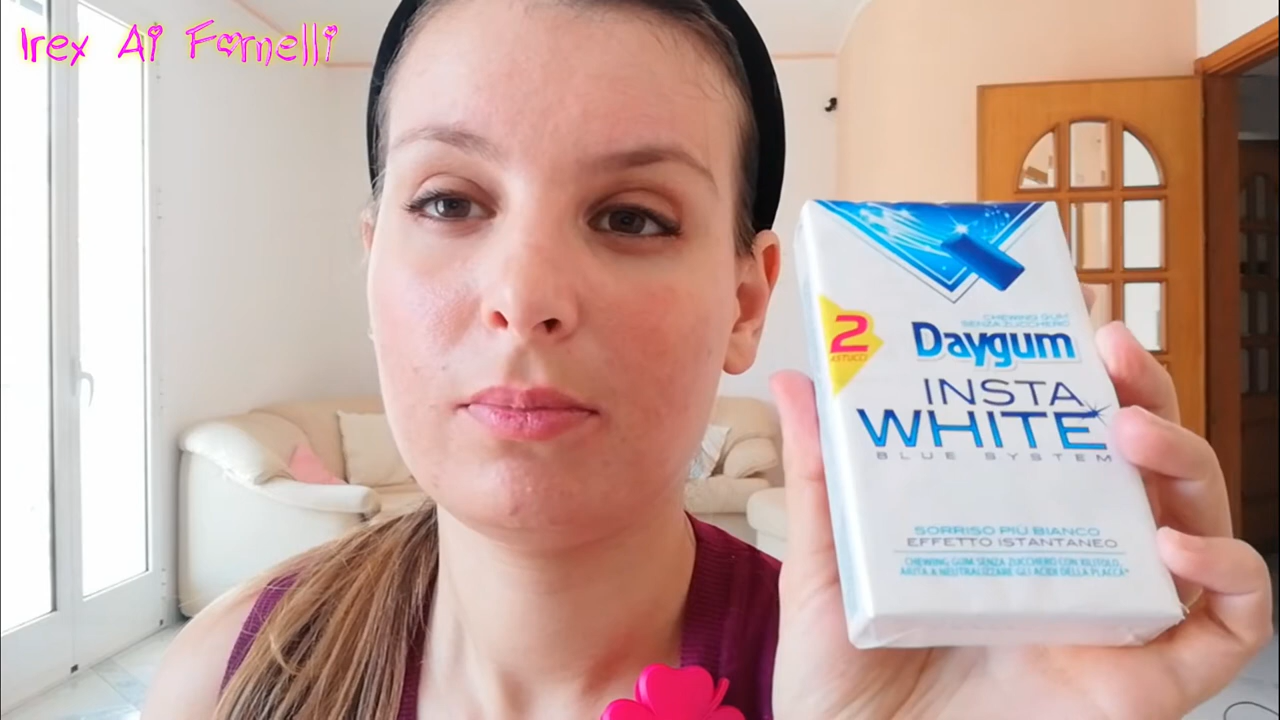 Irex Ai Fornelli
CHEWING GUM
SENZA ZUCCHERO
2
ASTUCCI
Daygum
INSTA
WHITE
BLUE SYSTEM
SORRISO PIÙ BIANCO
EFFETTO ISTANTANEO
CHEWING GUM SENZA ZUCCHERO CON XILITOLO,
AIUTA A NEUTRALIZZARE GLI ACIDI DELLA PLACCA*